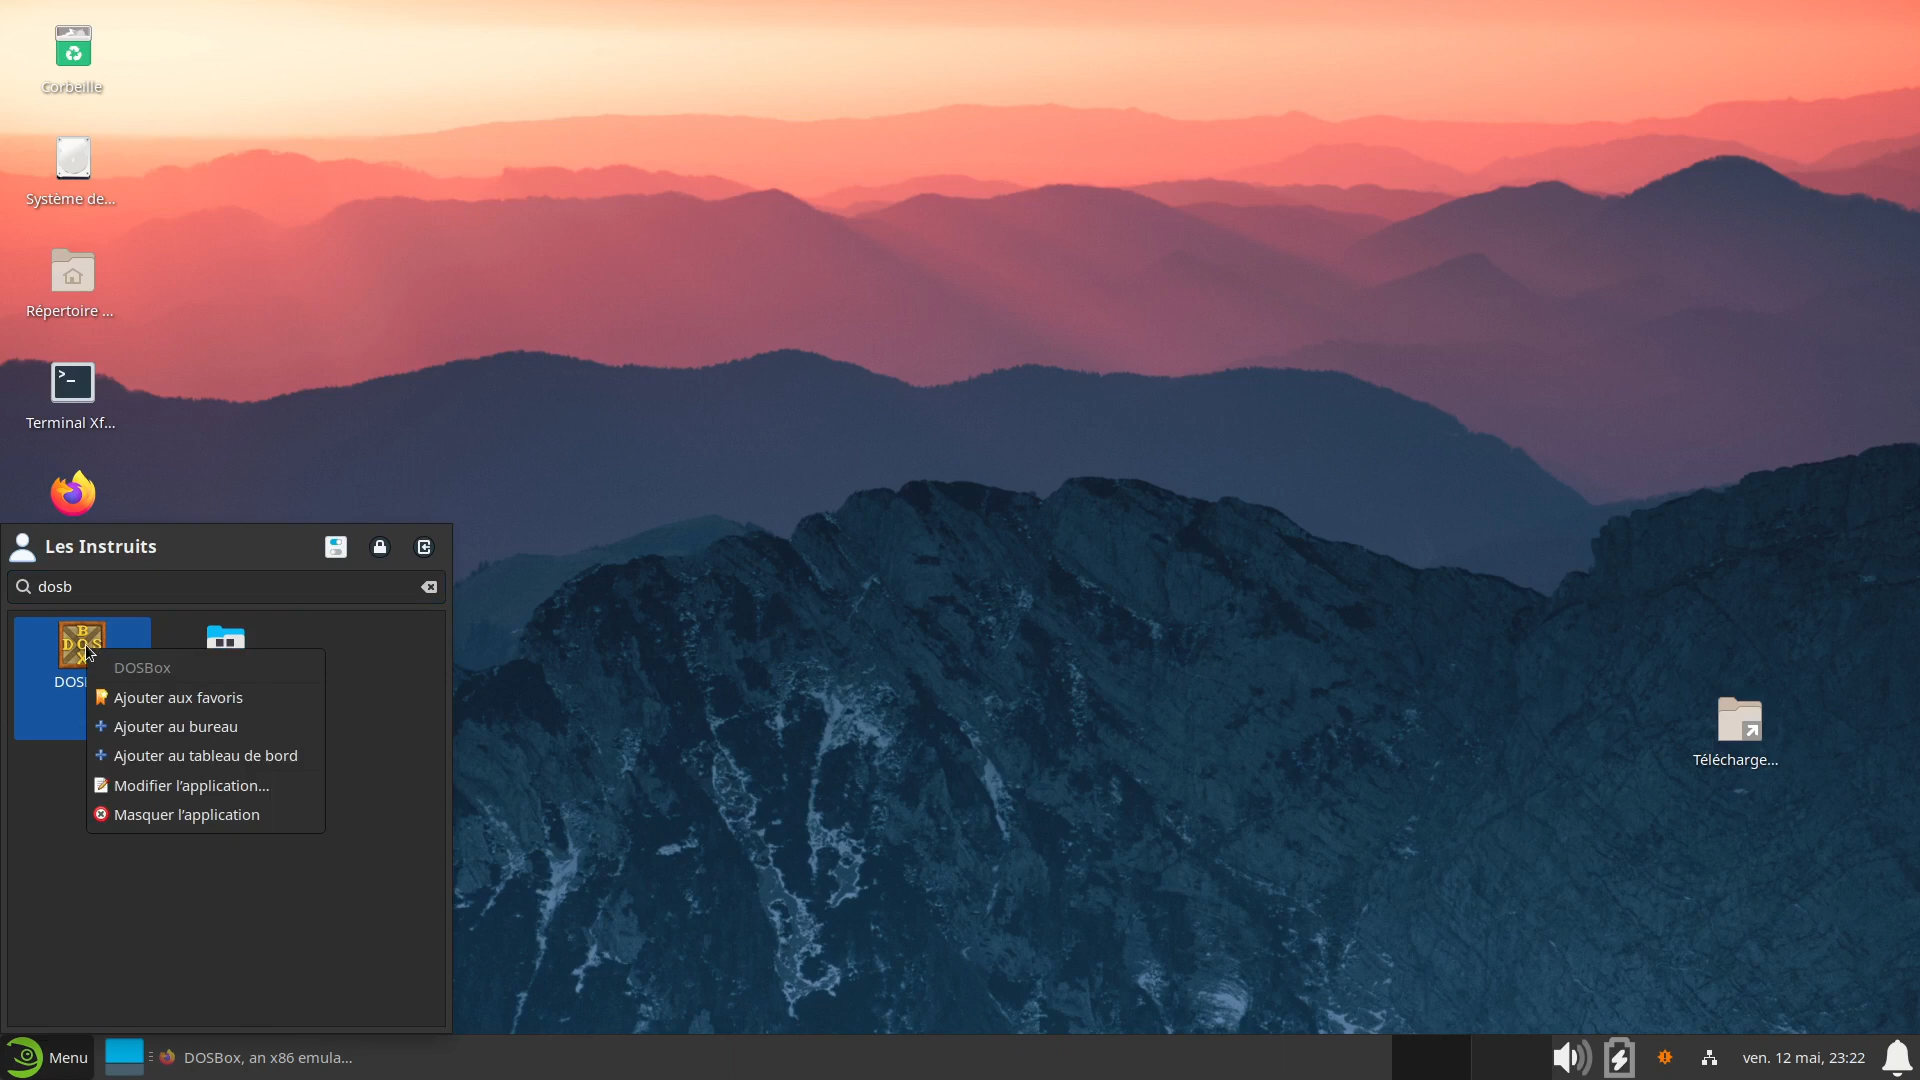 Corbeille
Système de...
Répertoire ...
Terminal Xf...
Les Instruits
dosb
DOS
DOSBox
Ajouter aux favoris
Ajouter au bureau
Ajouter au tableau de bord
Modifier l’application...
Masquer l’application
Télécharge...
Menu
DOSBox, an x86 emula...
ven. 12 mai, 23:22